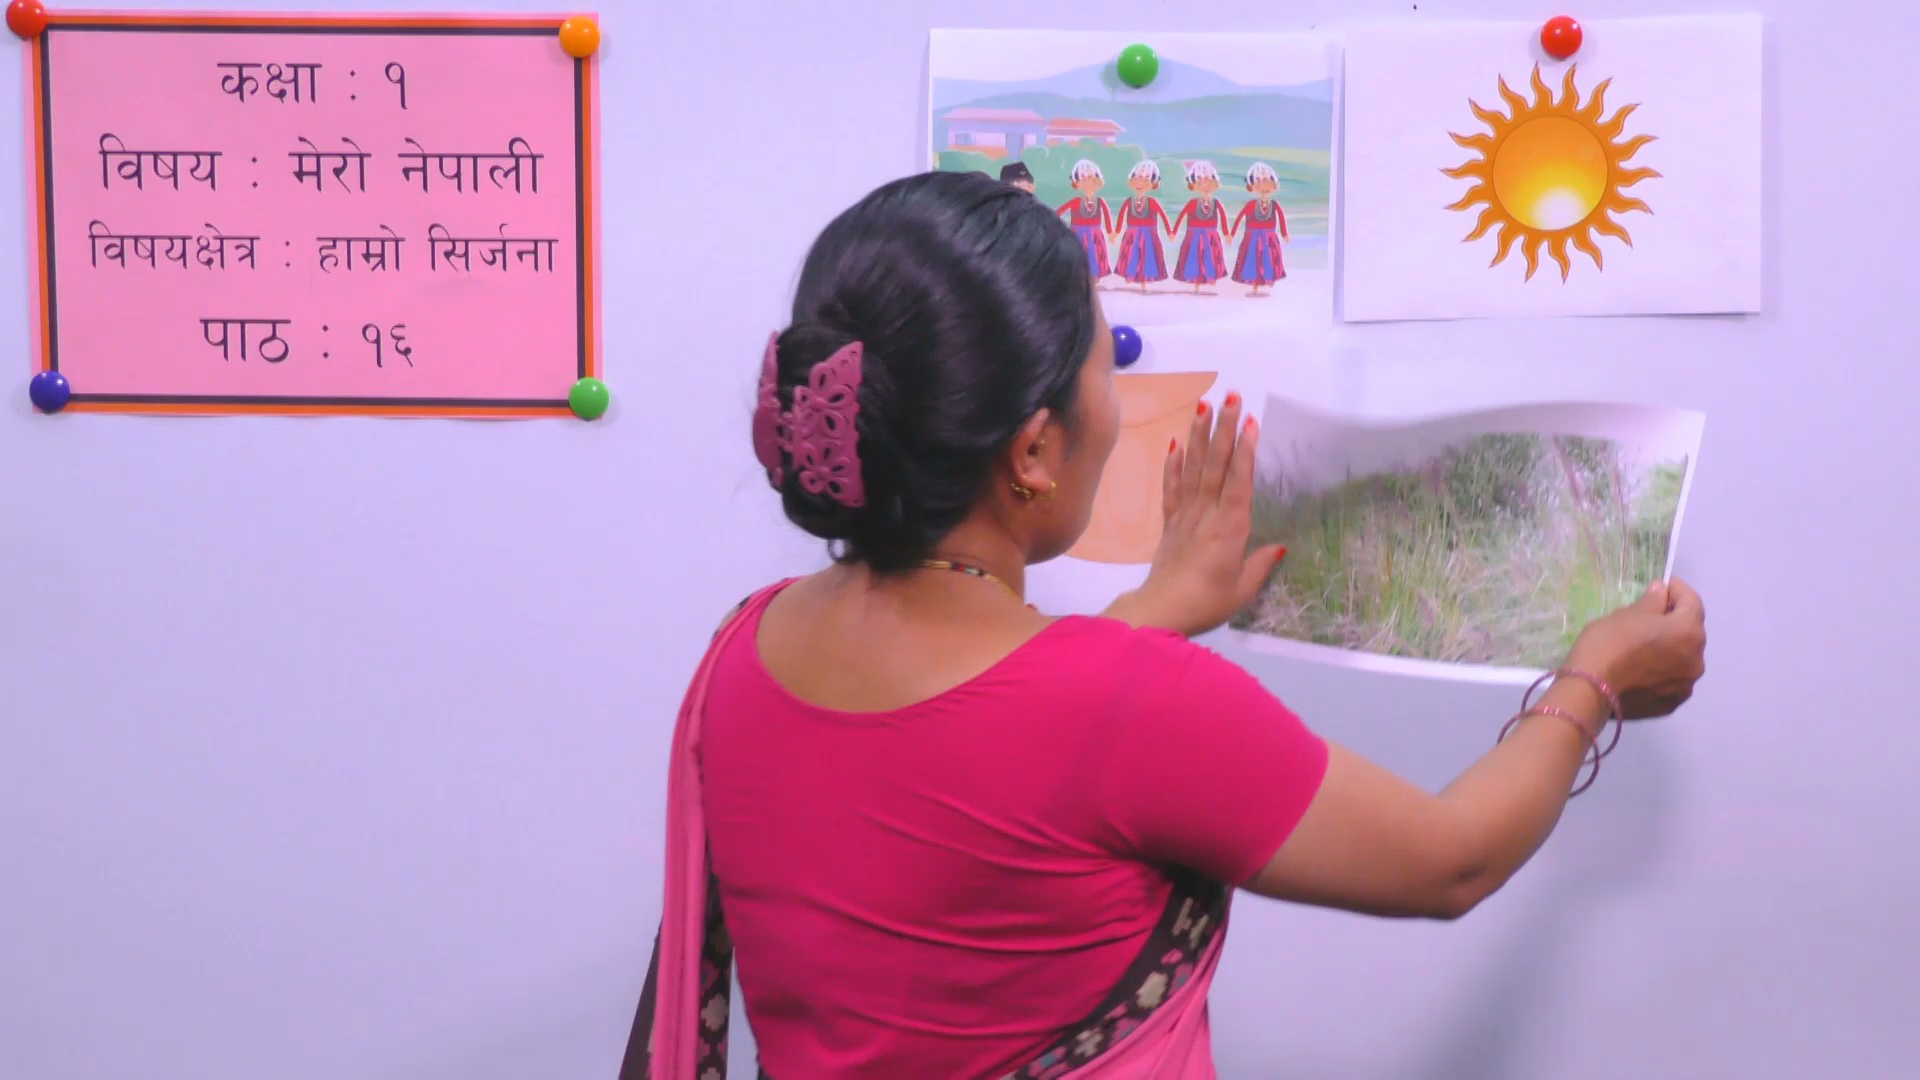 कक्षा : १
विषय : मेरो नेपाली
विषयक्षेत्र : हाम्रो सिर्जना
पाठ : १६